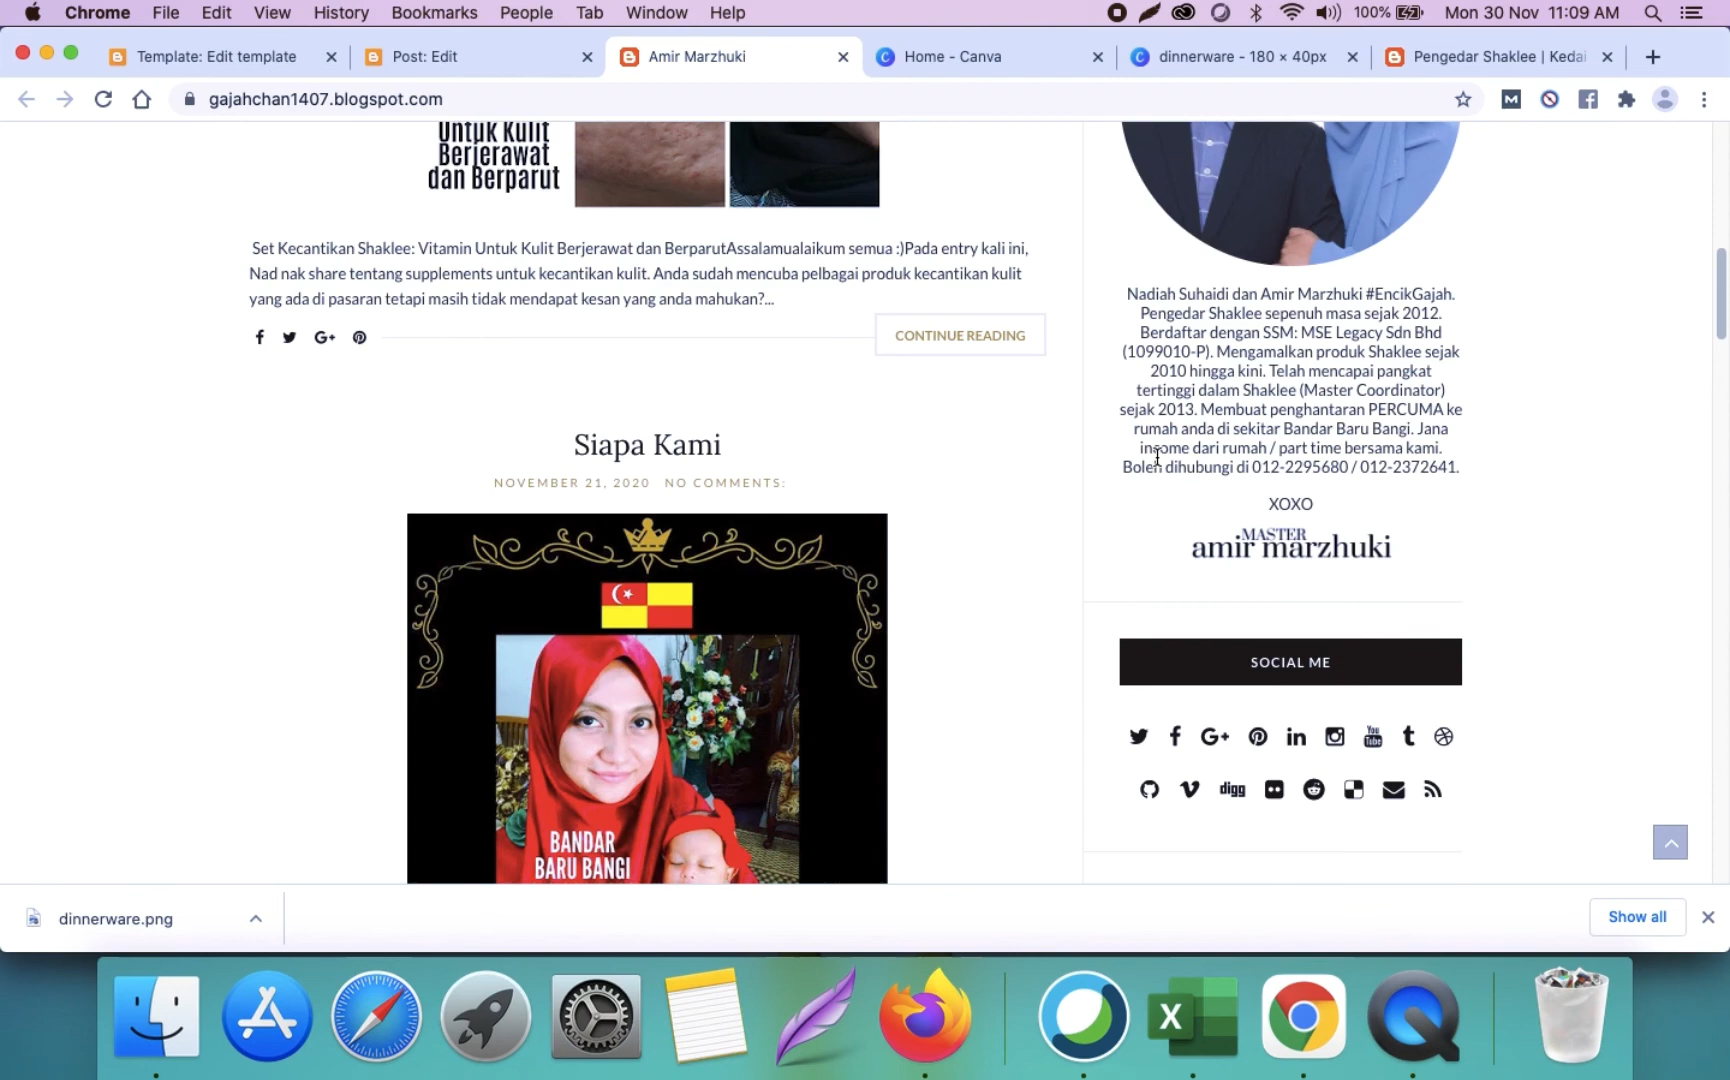 Chrome File Edit View History Bookmarks People Tab Window Help 100% Mon 30 Nov 11:09 AM
Template: Edit template
Post: Edit
Amir Marzhuki
Home - Canva
dinnerware - 180 × 40px
Pengedar Shaklee | Kedai
gajahchan1407.blogspot.com
Untuk Kulit
Berjerawat
dan Berparut
Set Kecantikan Shaklee: Vitamin Untuk Kulit Berjerawat dan BerparutAssalamualaikum semua :)Pada entry kali ini,
Nad nak share tentang supplements untuk kecantikan kulit. Anda sudah mencuba pelbagai produk kecantikan kulit
yang ada di pasaran tetapi masih tidak mendapat kesan yang anda mahukan?...
G+
CONTINUE READING
Siapa Kami
NOVEMBER 21, 2020 NO COMMENTS:
BANDAR
BARU BANGI
Nadiah Suhaidi dan Amir Marzhuki #EncikGajah.
Pengedar Shaklee sepenuh masa sejak 2012.
Berdaftar dengan SSM: MSE Legacy Sdn Bhd
(1099010-P). Mengamalkan produk Shaklee sejak
2010 hingga kini. Telah mencapai pangkat
tertinggi dalam Shaklee (Master Coordinator)
sejak 2013. Membuat penghantaran PERCUMA ke
rumah anda di sekitar Bandar Baru Bangi. Jana
income dari rumah / part time bersama kami.
Boleh dihubungi di 012-2295680 / 012-2372641.
XOXO
MASTER
amir marzhuki
SOCIAL ME
G+ in You Tube t
digg
dinnerware.png
Show all